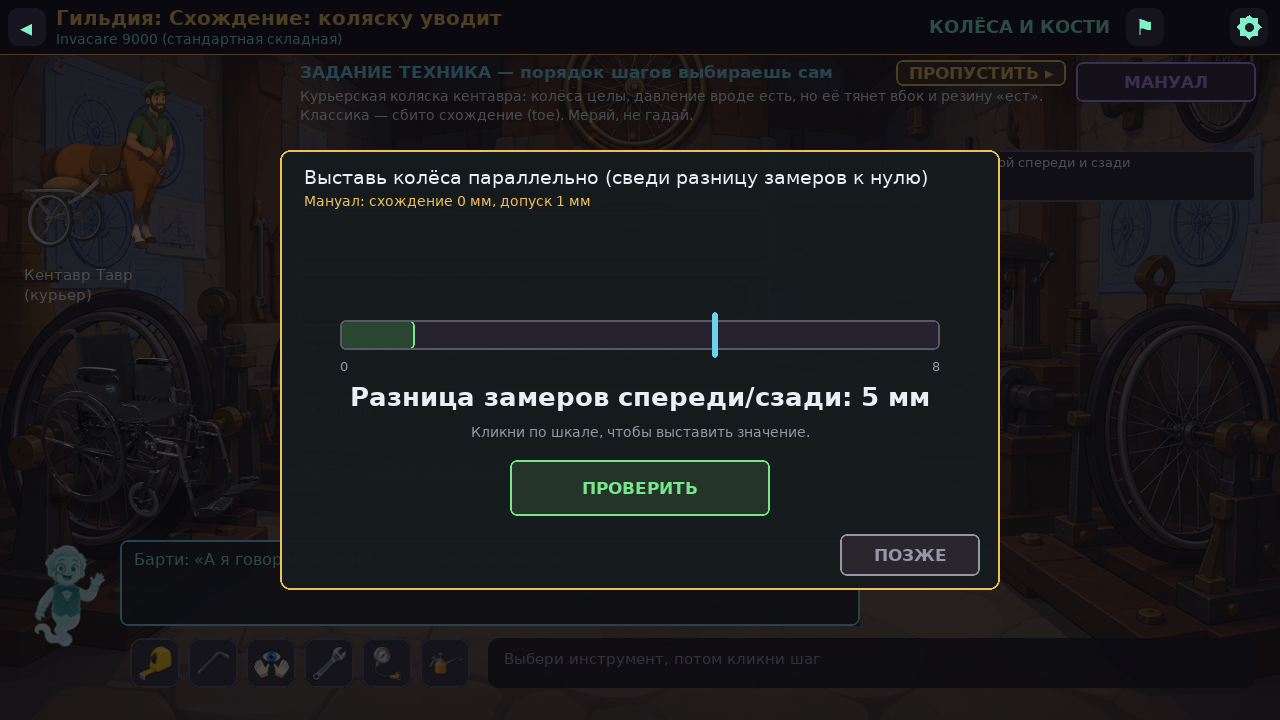 Гильдия: Схождение: коляску уводит
Invacare 9000 (стандартная складная)
КОЛЁСА И КОСТИ
ЗАДАНИЕ ТЕХНИКА — порядок шагов выбираешь сам
ПРОПУСТИТЬ ▸
МАНУАЛ
Курьерская коляска кентавра: колёса целы, давление вроде есть, но её тянет вбок и резину «ест».
Классика — сбито схождение (toe). Меряй, не гадай.
ой спереди и сзади
Выставь колёса параллельно (сведи разницу замеров к нулю)
Мануал: схождение 0 мм, допуск 1 мм
Кентавр Тавр
(курьер)
0
8
Разница замеров спереди/сзади: 5 мм
Кликни по шкале, чтобы выставить значение.
ПРОВЕРИТЬ
ПОЗЖЕ
Барти: «А я говор
Выбери инструмент, потом кликни шаг